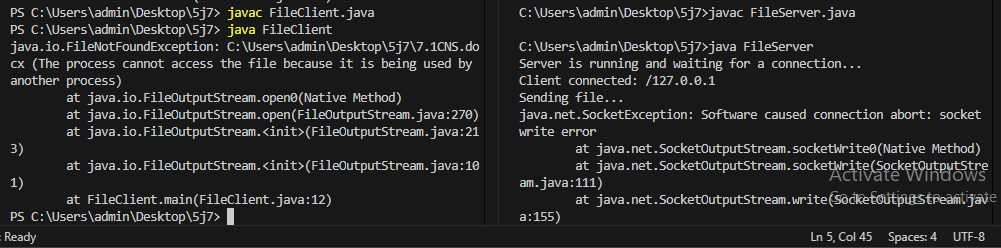 PS C:\Users\admin\Desktop\5j7> javac FileClient.java
PS C:\Users\admin\Desktop\5j7> java FileClient
java.io.FileNotFoundException: C:\Users\admin\Desktop\5j7\7.1CNS.do
cx (The process cannot access the file because it is being used by
another process)
at java.io.FileOutputStream.open0(Native Method)
at java.io.FileOutputStream.open(FileOutputStream.java:270)
at java.io.FileOutputStream.<init>(FileOutputStream.java:21
3)
at java.io.FileOutputStream.<init>(FileOutputStream.java:10
1)
at FileClient.main(FileClient.java:12)
PS C:\Users\admin\Desktop\5j7>
C:\Users\admin\Desktop\5j7>javac FileServer.java
C:\Users\admin\Desktop\5j7>java FileServer
Server is running and waiting for a connection...
Client connected: /127.0.0.1
Sending file...
java.net.SocketException: Software caused connection abort: socket
write error
at java.net.SocketOutputStream.socketWrite0(Native Method)
at java.net.SocketOutputStream.socketWrite(SocketOutputStre
am.java:111)
at java.net.SocketOutputStream.write(SocketOutputStream.jav
a:155)
Activate Windows
Go to Settings to activate
Ready
Ln 5, Col 45 Spaces: 4 UTF-8